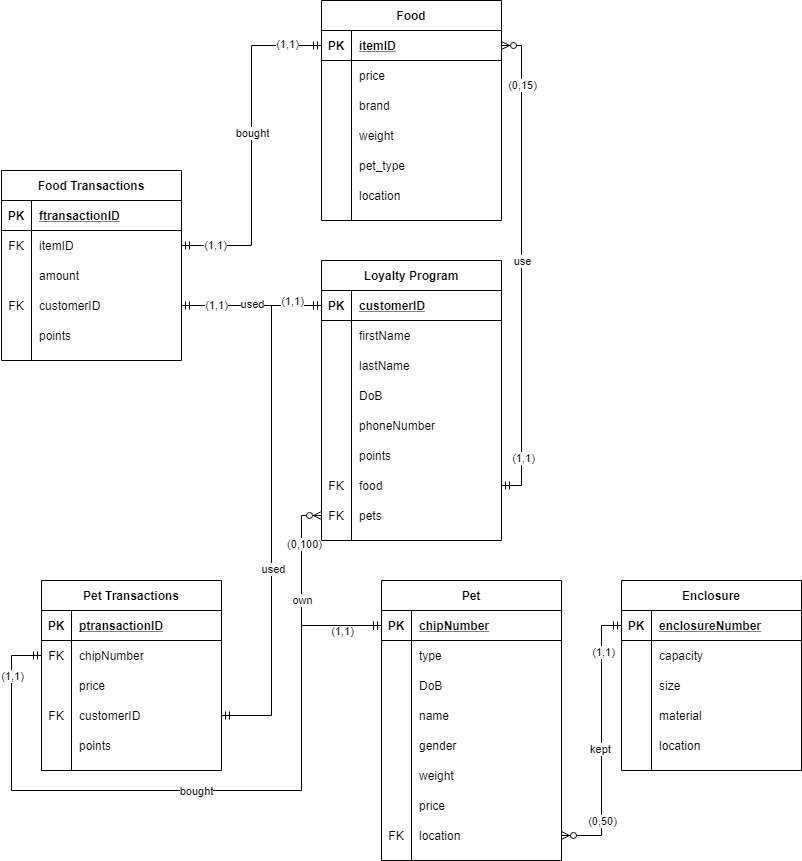 Food
PK itemID
price
brand
weight
pet_type
location
(1,1)
(0,15)
bought
Food Transactions
PK ftransactionID
FK itemID
amount
FK customerID
points
(1,1)
(1,1)
used
(1,1)
use
Loyalty Program
PK customerID
firstName
lastName
DoB
phoneNumber
points
FK food
FK pets
(1,1)
(0,100)
used
own
(1,1)
Pet Transactions
PK ptransactionID
FK chipNumber
price
FK customerID
points
(1,1)
bought
Pet
PK chipNumber
type
DoB
name
gender
weight
price
FK location
(1,1)
kept
(0,50)
Enclosure
PK enclosureNumber
capacity
size
material
location